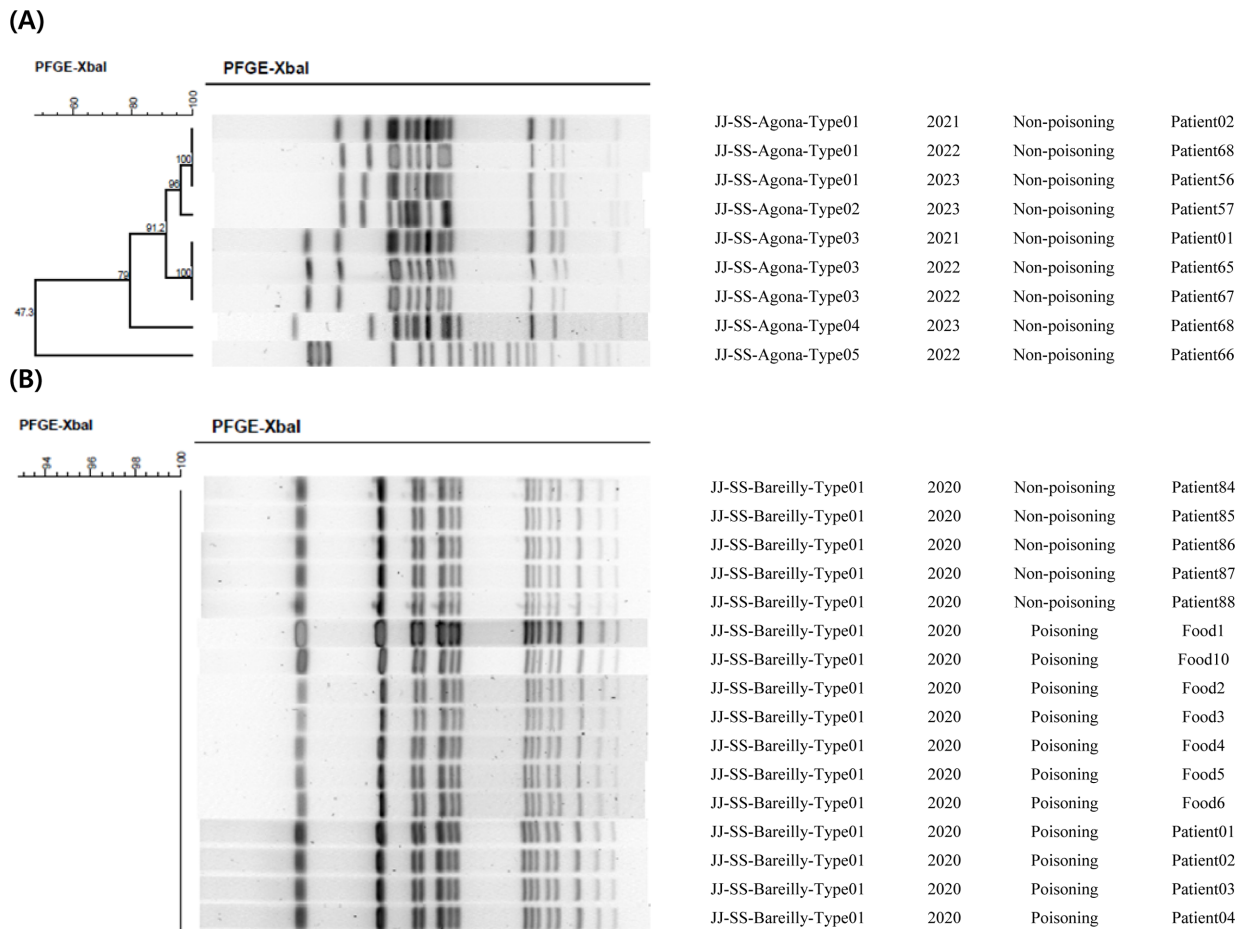 (A)
PFGE-XbaI
PFGE-XbaI
60 80 100
JJ-SS-Agona-Type01 2021 Non-poisoning Patient02
100 JJ-SS-Agona-Type01 2022 Non-poisoning Patient68
96 JJ-SS-Agona-Type01 2023 Non-poisoning Patient56
JJ-SS-Agona-Type02 2023 Non-poisoning Patient57
91.2 JJ-SS-Agona-Type03 2021 Non-poisoning Patient01
79 100 JJ-SS-Agona-Type03 2022 Non-poisoning Patient65
JJ-SS-Agona-Type03 2022 Non-poisoning Patient67
47.3 JJ-SS-Agona-Type04 2023 Non-poisoning Patient68
JJ-SS-Agona-Type05 2022 Non-poisoning Patient66
(B)
PFGE-XbaI
PFGE-XbaI
94 96 98 100
JJ-SS-Bareilly-Type01 2020 Non-poisoning Patient84
JJ-SS-Bareilly-Type01 2020 Non-poisoning Patient85
JJ-SS-Bareilly-Type01 2020 Non-poisoning Patient86
JJ-SS-Bareilly-Type01 2020 Non-poisoning Patient87
JJ-SS-Bareilly-Type01 2020 Non-poisoning Patient88
JJ-SS-Bareilly-Type01 2020 Poisoning Food1
JJ-SS-Bareilly-Type01 2020 Poisoning Food10
JJ-SS-Bareilly-Type01 2020 Poisoning Food2
JJ-SS-Bareilly-Type01 2020 Poisoning Food3
JJ-SS-Bareilly-Type01 2020 Poisoning Food4
JJ-SS-Bareilly-Type01 2020 Poisoning Food5
JJ-SS-Bareilly-Type01 2020 Poisoning Food6
JJ-SS-Bareilly-Type01 2020 Poisoning Patient01
JJ-SS-Bareilly-Type01 2020 Poisoning Patient02
JJ-SS-Bareilly-Type01 2020 Poisoning Patient03
JJ-SS-Bareilly-Type01 2020 Poisoning Patient04